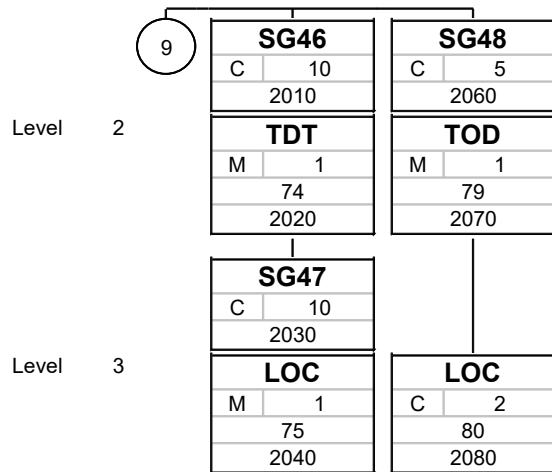 9
SG46 SG48
C 10 C 5
2010 2060
Level 2 TDT TOD
M 1 M 1
74 79
2020 2070
SG47
C 10
2030
Level 3 LOC LOC
M 1 C 2
75 80
2040 2080